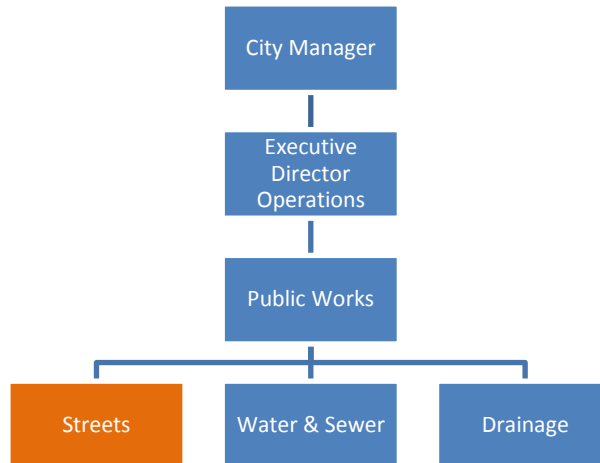 City Manager
Executive
Director
Operations
Public Works
Streets
Water & Sewer
Drainage